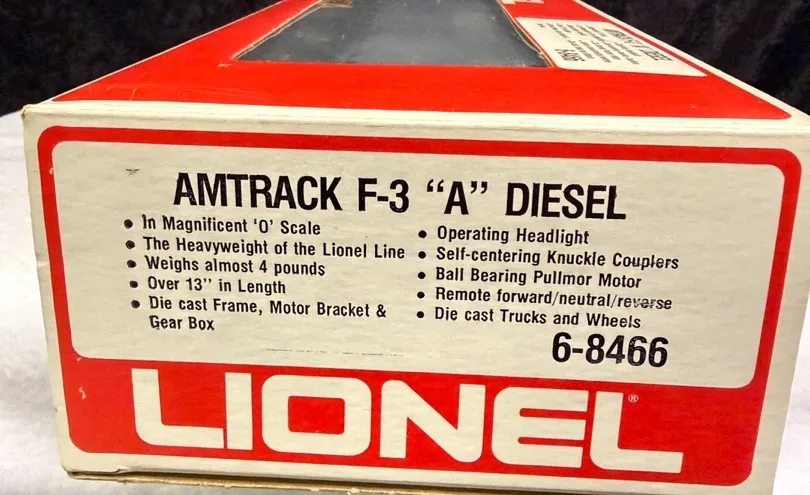 AMTRACK F-3 “A” DIESEL
• In Magnificent 'O' Scale
• The Heavyweight of the Lionel Line
• Weighs almost 4 pounds
• Over 13" in Length
• Die cast Frame, Motor Bracket &
Gear Box
• Operating Headlight
• Self-centering Knuckle Couplers
• Ball Bearing Pullmor Motor
• Remote forward/neutral/reverse
• Die cast Trucks and Wheels
6-8466
LIONEL®